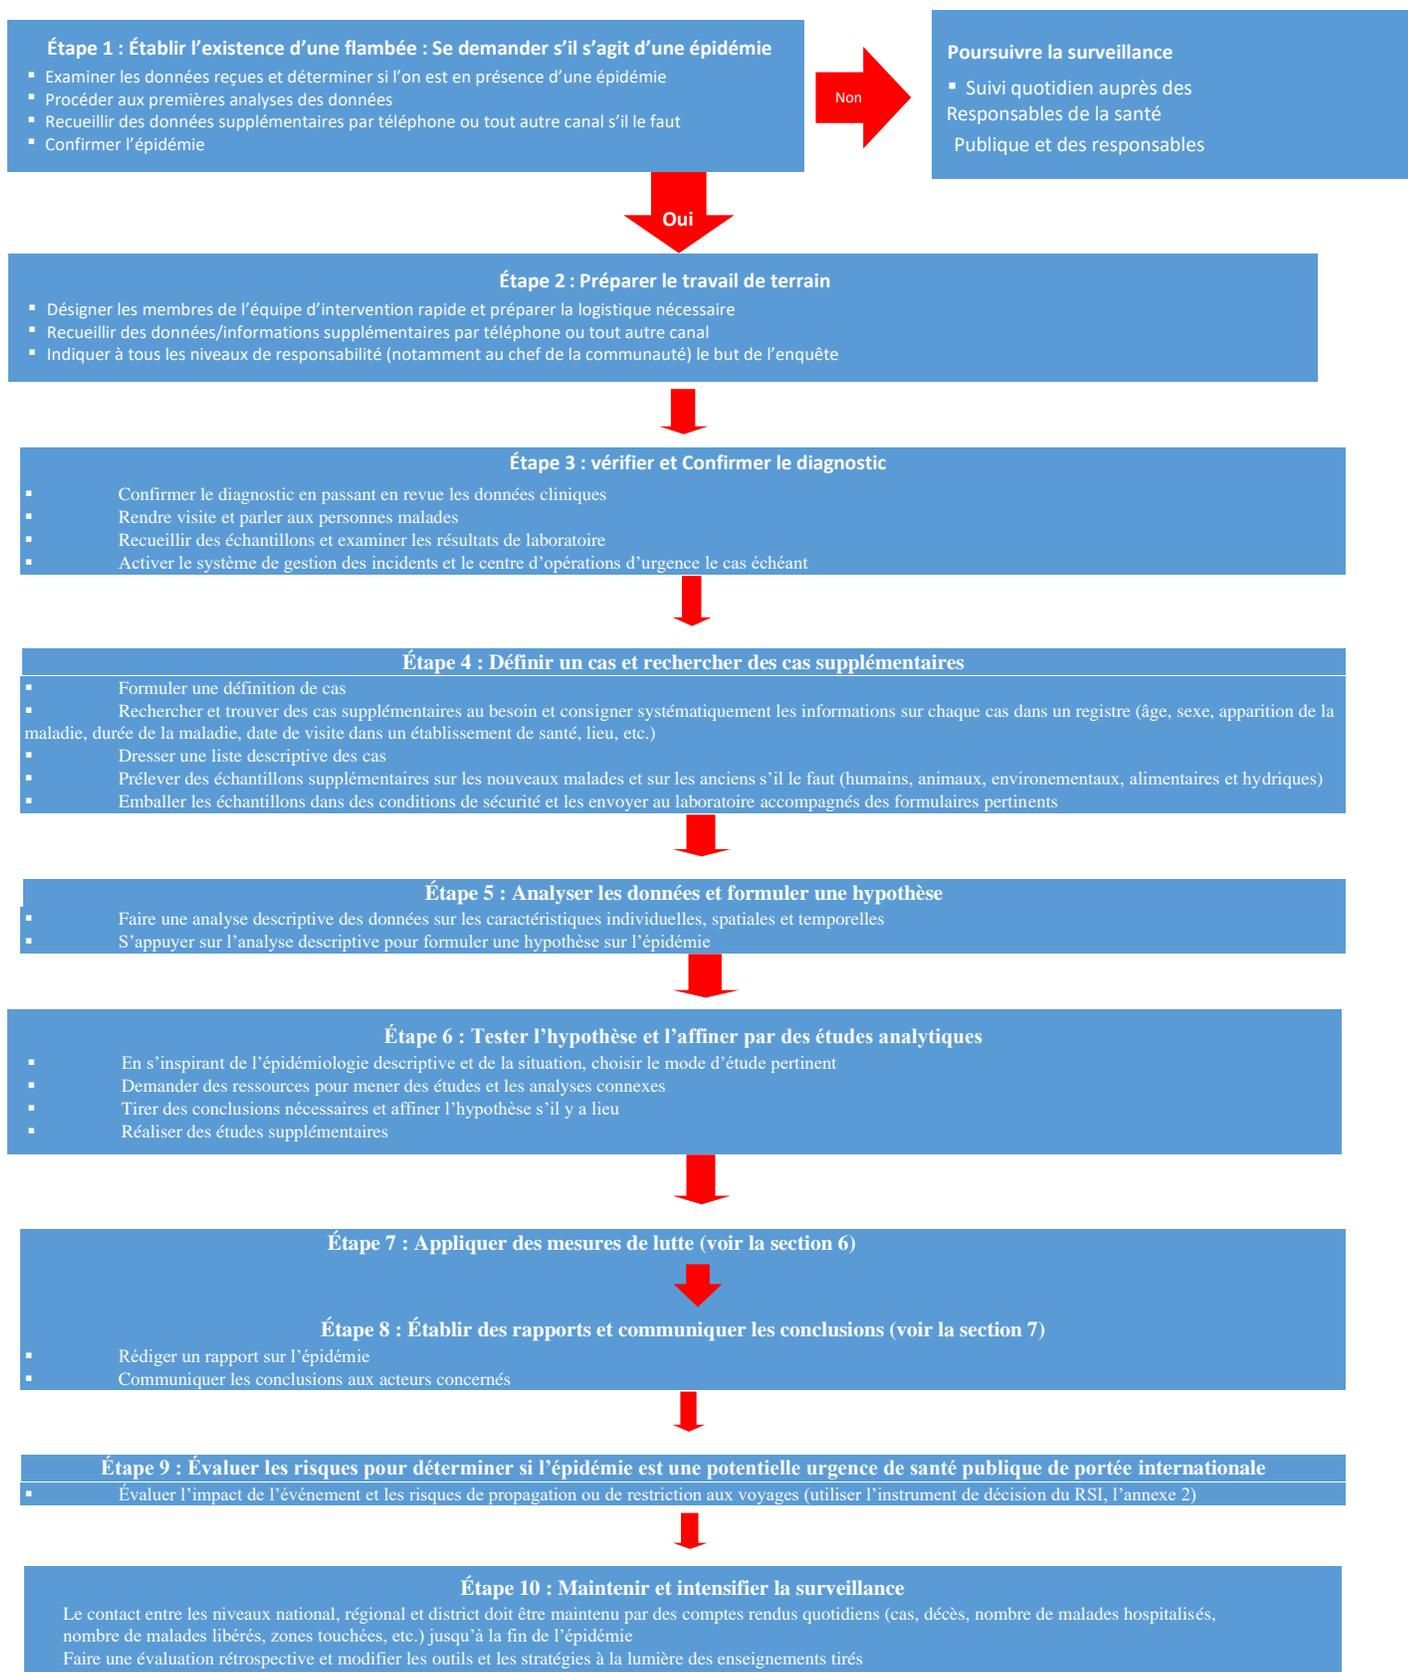 Étape 1 : Établir l’existence d’une flambée : Se demander s’il s’agit d’une épidémie
▪ Examiner les données reçues et déterminer si l’on est en présence d’une épidémie
▪ Procéder aux premières analyses des données
▪ Recueillir des données supplémentaires par téléphone ou tout autre canal s’il le faut
▪ Confirmer l’épidémie
Non
Poursuivre la surveillance
▪ Suivi quotidien auprès des
Responsables de la santé
Publique et des responsables
Oui
Étape 2 : Préparer le travail de terrain
▪ Désigner les membres de l’équipe d’intervention rapide et préparer la logistique nécessaire
▪ Recueillir des données/informations supplémentaires par téléphone ou tout autre canal
▪ Indiquer à tous les niveaux de responsabilité (notamment au chef de la communauté) le but de l’enquête
Étape 3 : vérifier et Confirmer le diagnostic
▪ Confirmer le diagnostic en passant en revue les données cliniques
▪ Rendre visite et parler aux personnes malades
▪ Recueillir des échantillons et examiner les résultats de laboratoire
▪ Activer le système de gestion des incidents et le centre d’opérations d’urgence le cas échéant
Étape 4 : Définir un cas et rechercher des cas supplémentaires
▪ Formuler une définition de cas
▪ Rechercher et trouver des cas supplémentaires au besoin et consigner systématiquement les informations sur chaque cas dans un registre (âge, sexe, apparition de la
maladie, durée de la maladie, date de visite dans un établissement de santé, lieu, etc.)
▪ Dresser une liste descriptive des cas
▪ Prélever des échantillons supplémentaires sur les nouveaux malades et sur les anciens s’il le faut (humains, animaux, environementaux, alimentaires et hydriques)
▪ Emballer les échantillons dans des conditions de sécurité et les envoyer au laboratoire accompagnés des formulaires pertinents
Étape 5 : Analyser les données et formuler une hypothèse
▪ Faire une analyse descriptive des données sur les caractéristiques individuelles, spatiales et temporelles
▪ S’appuyer sur l’analyse descriptive pour formuler une hypothèse sur l’épidémie
Étape 6 : Tester l’hypothèse et l’affiner par des études analytiques
▪ En s’inspirant de l’épidémiologie descriptive et de la situation, choisir le mode d’étude pertinent
▪ Demander des ressources pour mener des études et les analyses connexes
▪ Tirer des conclusions nécessaires et affiner l’hypothèse s’il y a lieu
▪ Réaliser des études supplémentaires
Étape 7 : Appliquer des mesures de lutte (voir la section 6)
Étape 8 : Établir des rapports et communiquer les conclusions (voir la section 7)
▪ Rédiger un rapport sur l’épidémie
▪ Communiquer les conclusions aux acteurs concernés
Étape 9 : Évaluer les risques pour déterminer si l’épidémie est une potentielle urgence de santé publique de portée internationale
▪ Évaluer l’impact de l’événement et les risques de propagation ou de restriction aux voyages (utiliser l’instrument de décision du RSI, l’annexe 2)
Étape 10 : Maintenir et intensifier la surveillance
Le contact entre les niveaux national, régional et district doit être maintenu par des comptes rendus quotidiens (cas, décès, nombre de malades hospitalisés,
nombre de malades libérés, zones touchées, etc.) jusqu’à la fin de l’épidémie
Faire une évaluation rétrospective et modifier les outils et les stratégies à la lumière des enseignements tirés